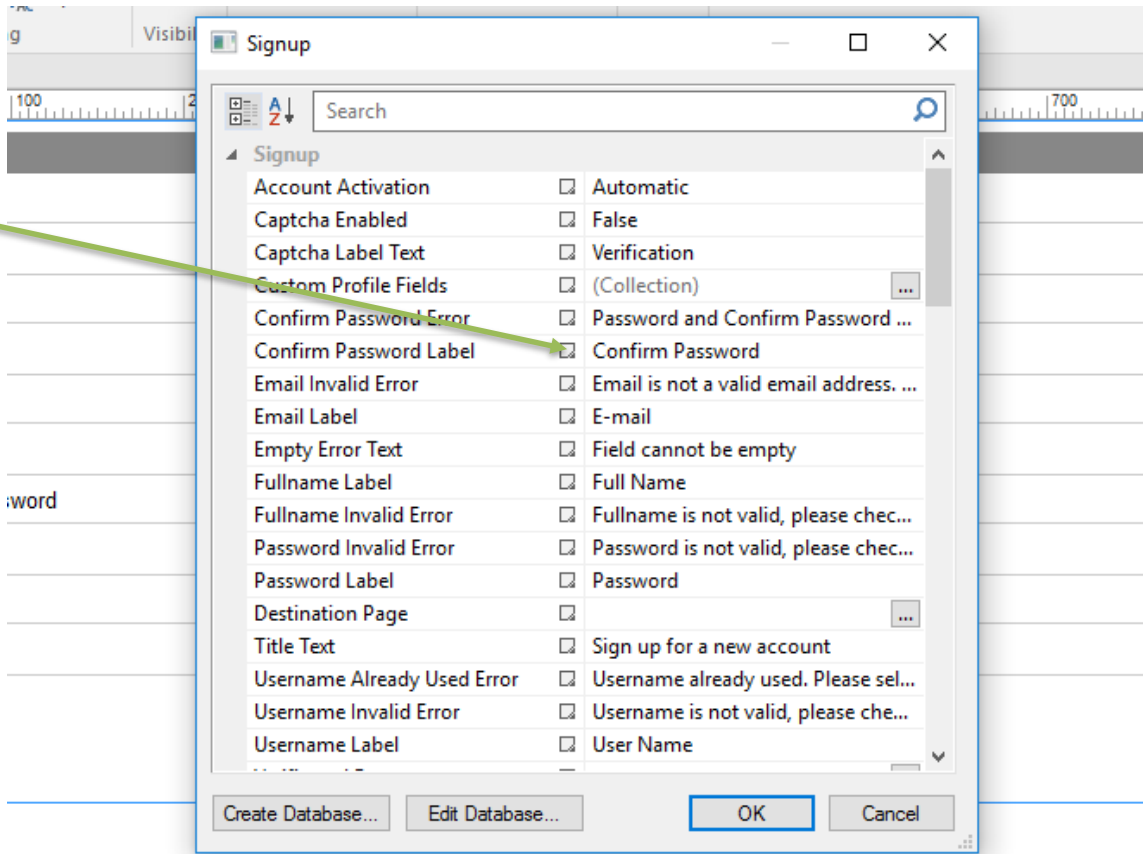 g
Visibil
Signup
100
2
700
Search
Signup
Account Activation Automatic
Captcha Enabled False
Captcha Label Text Verification
Custom Profile Fields (Collection) ...
Confirm Password Error Password and Confirm Password ...
Confirm Password Label Confirm Password
Email Invalid Error Email is not a valid email address. ...
Email Label E-mail
Empty Error Text Field cannot be empty
Fullname Label Full Name
Fullname Invalid Error Fullname is not valid, please chec...
sword
Password Invalid Error Password is not valid, please chec...
Password Label Password
Destination Page ...
Title Text Sign up for a new account
Username Already Used Error Username already used. Please sel...
Username Invalid Error Username is not valid, please che...
Username Label User Name
Create Database... Edit Database... OK Cancel